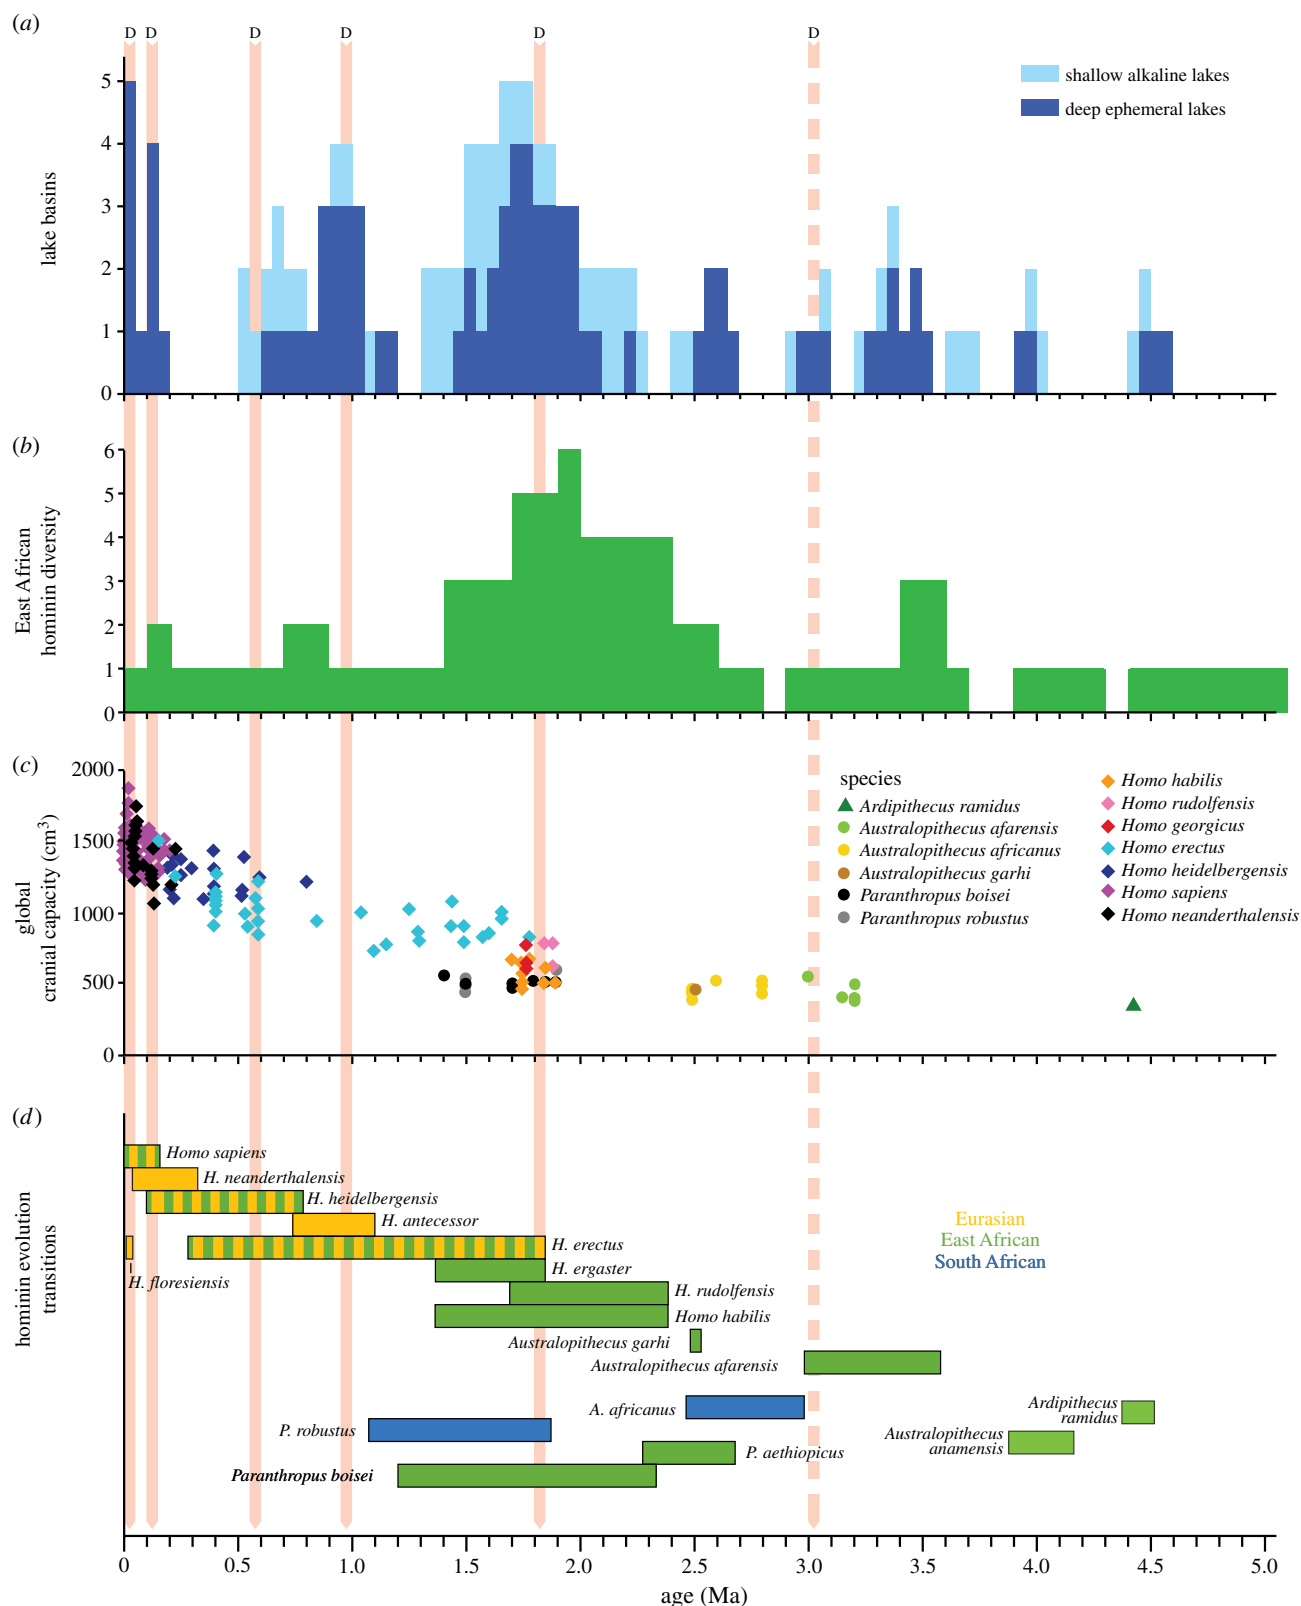 (a)
D D D D D D
5
4
3
2
1
0
lake basins
shallow alkaline lakes
deep ephemeral lakes
(b)
6
5
4
3
2
1
0
East African
hominin diversity
(c)
2000
1500
1000
500
0
global
cranial capacity (cm³)
species
Ardipithecus ramidus
Australopithecus afarensis
Australopithecus africanus
Australopithecus garhi
Paranthropus boisei
Paranthropus robustus
Homo habilis
Homo rudolfensis
Homo georgicus
Homo erectus
Homo heidelbergensis
Homo sapiens
Homo neanderthalensis
(d)
hominin evolution
transitions
Homo sapiens
H. neanderthalensis
H. heidelbergensis
H. antecessor
H. erectus
H. floresiensis
H. ergaster
H. rudolfensis
Homo habilis
Australopithecus garhi
Australopithecus afarensis
A. africanus
P. robustus
P. aethiopicus
Paranthropus boisei
Ardipithecus
ramidus
Australopithecus
anamensis
Eurasian
East African
South African
0 0.5 1.0 1.5 2.0 2.5 3.0 3.5 4.0 4.5 5.0
age (Ma)